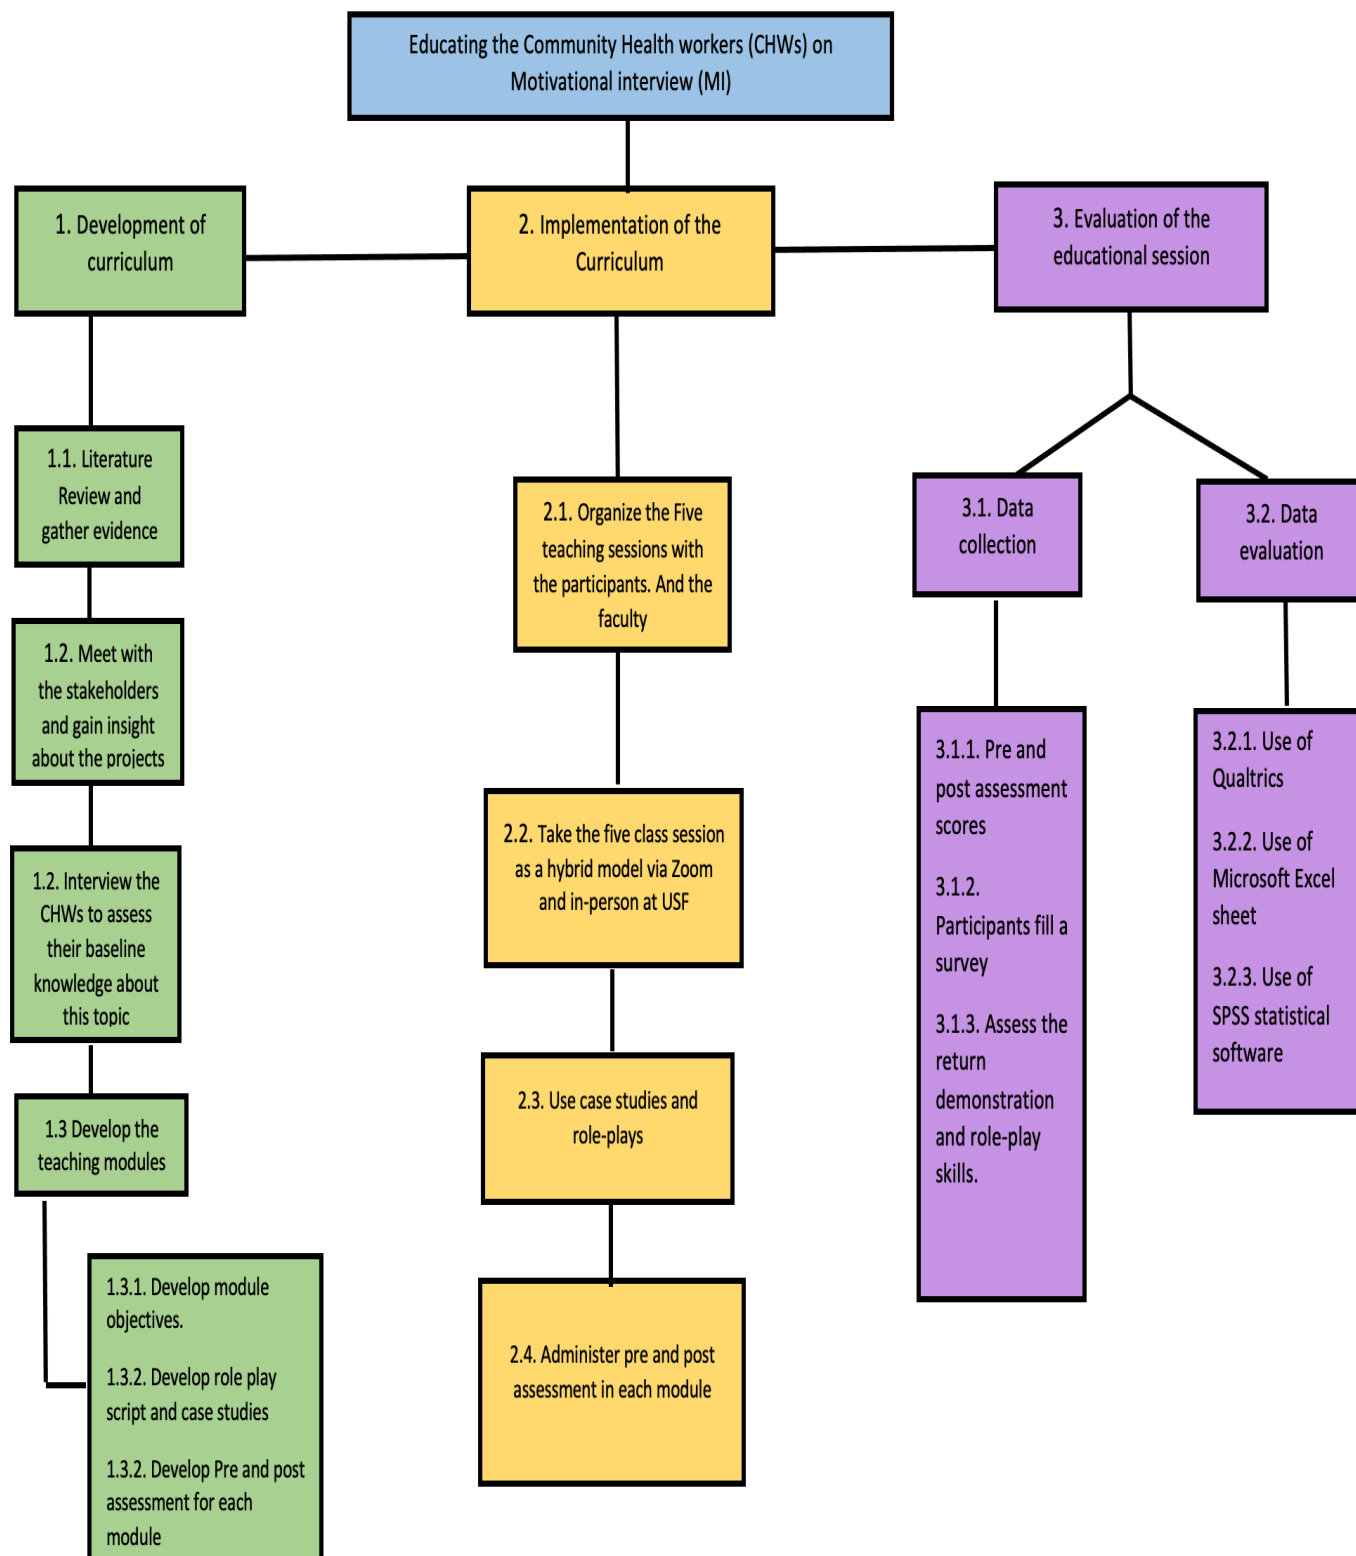 Educating the Community Health workers (CHWs) on
Motivational interview (MI)
1. Development of
curriculum
2. Implementation of the
Curriculum
3. Evaluation of the
educational session
1.1. Literature
Review and
gather evidence
1.2. Meet with
the stakeholders
and gain insight
about the projects
1.2. Interview the
CHWs to assess
their baseline
knowledge about
this topic
1.3 Develop the
teaching modules
1.3.1. Develop module
objectives.
1.3.2. Develop role play
script and case studies
1.3.2. Develop Pre and post
assessment for each
module
2.1. Organize the Five
teaching sessions with
the participants. And the
faculty
2.2. Take the five class session
as a hybrid model via Zoom
and in-person at USF
2.3. Use case studies and
role-plays
2.4. Administer pre and post
assessment in each module
3.1. Data
collection
3.1.1. Pre and
post assessment
scores
3.1.2.
Participants fill a
survey
3.1.3. Assess the
return
demonstration
and role-play
skills.
3.2. Data
evaluation
3.2.1. Use of
Qualtrics
3.2.2. Use of
Microsoft Excel
sheet
3.2.3. Use of
SPSS statistical
software